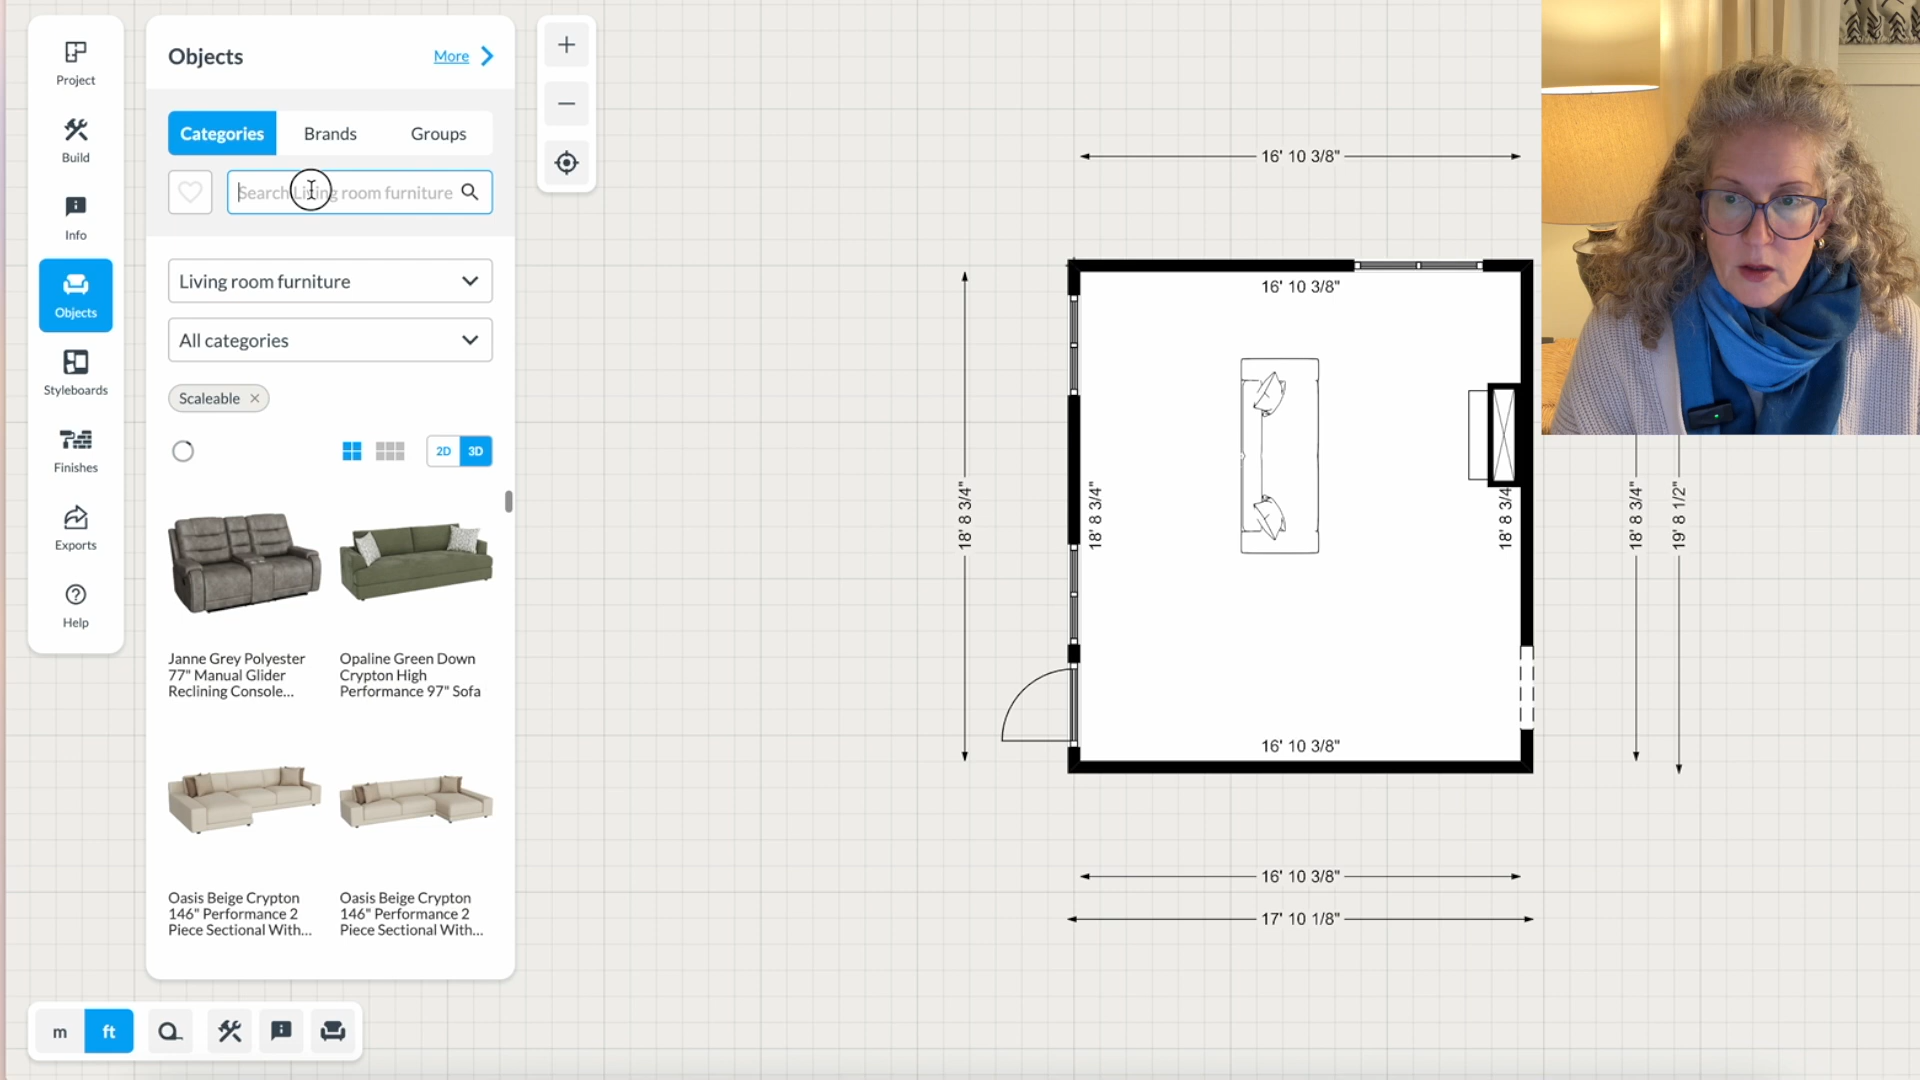 Project
Build
Info
Objects
Styleboards
Finishes
Exports
Help
Objects
More
Categories
Brands
Groups
Search Living room furniture
Living room furniture
All categories
Scaleable
2D
3D
Janne Grey Polyester
77" Manual Glider
Reclining Console...
Opaline Green Down
Crypton High
Performance 97" Sofa
Oasis Beige Crypton
146" Performance 2
Piece Sectional With...
Oasis Beige Crypton
146" Performance 2
Piece Sectional With...
m
ft
16' 10 3/8"
16' 10 3/8"
18' 8 3/4"
18' 8 3/4"
18' 8 3/4"
18' 8 3/4"
19' 8 1/2"
16' 10 3/8"
16' 10 3/8"
17' 10 1/8"